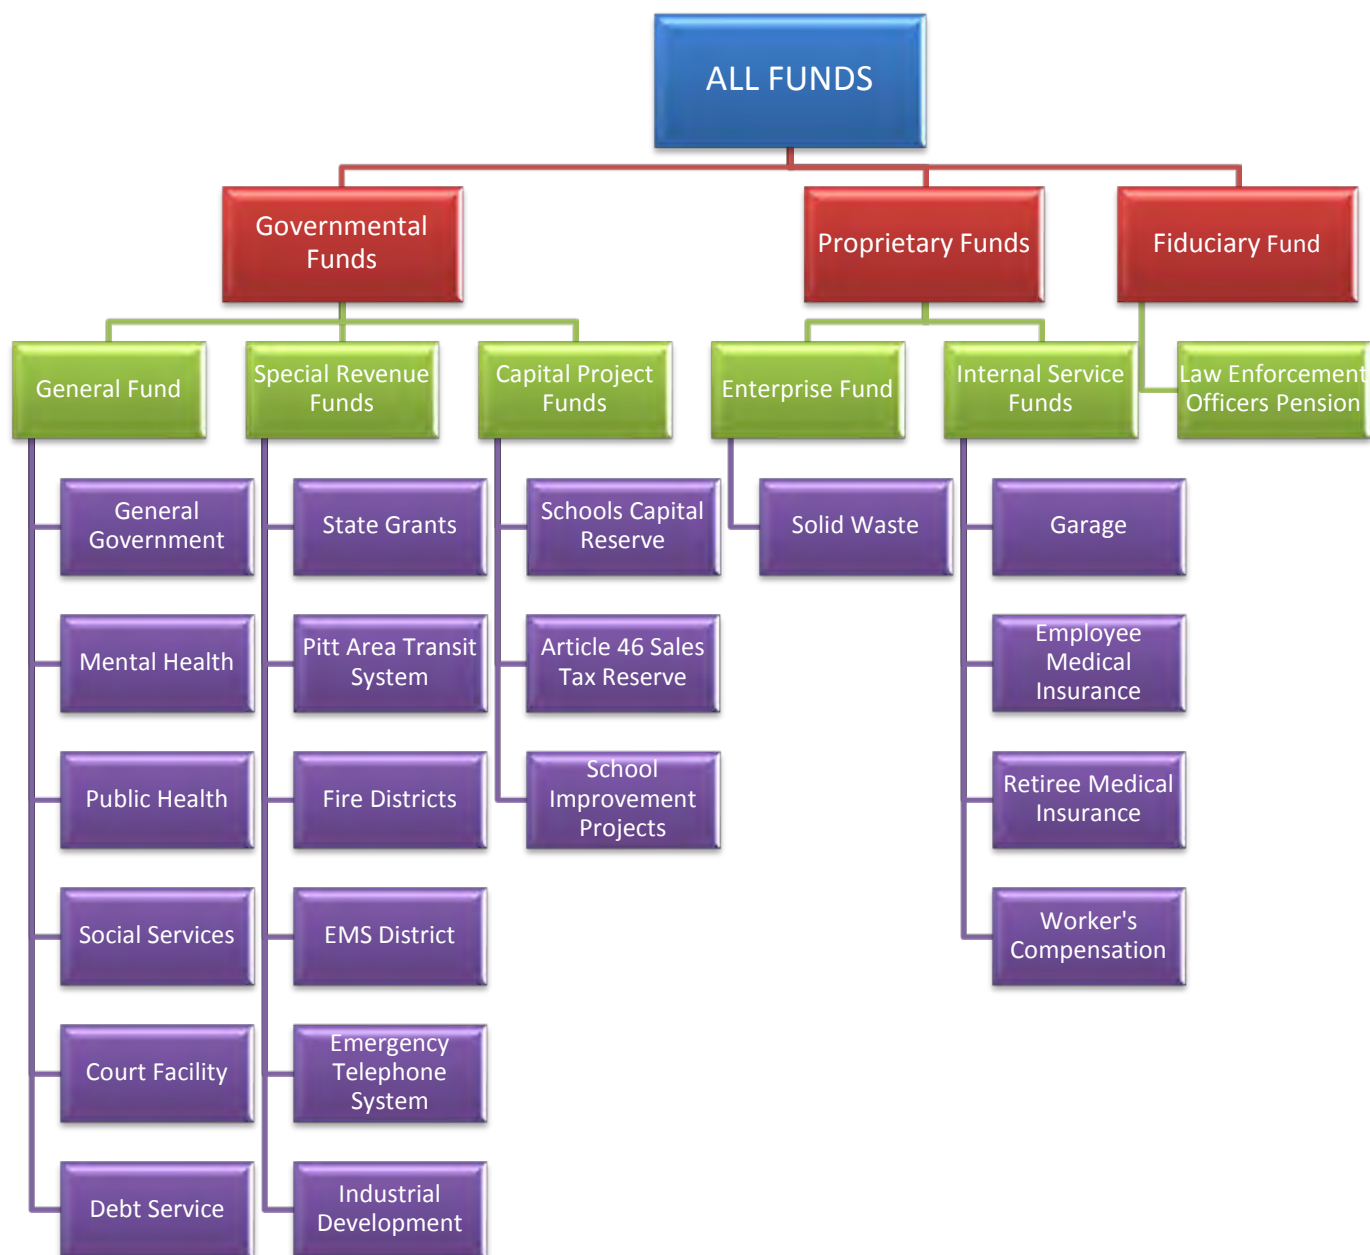 ALL FUNDS
Governmental
Funds
Proprietary Funds
Fiduciary Fund
General Fund
Special Revenue
Funds
Capital Project
Funds
Enterprise Fund
Internal Service
Funds
Law Enforcement
Officers Pension
General
Government
Mental Health
Public Health
Social Services
Court Facility
Debt Service
State Grants
Pitt Area Transit
System
Fire Districts
EMS District
Emergency
Telephone
System
Industrial
Development
Schools Capital
Reserve
Article 46 Sales
Tax Reserve
School
Improvement
Projects
Solid Waste
Garage
Employee
Medical
Insurance
Retiree Medical
Insurance
Worker's
Compensation